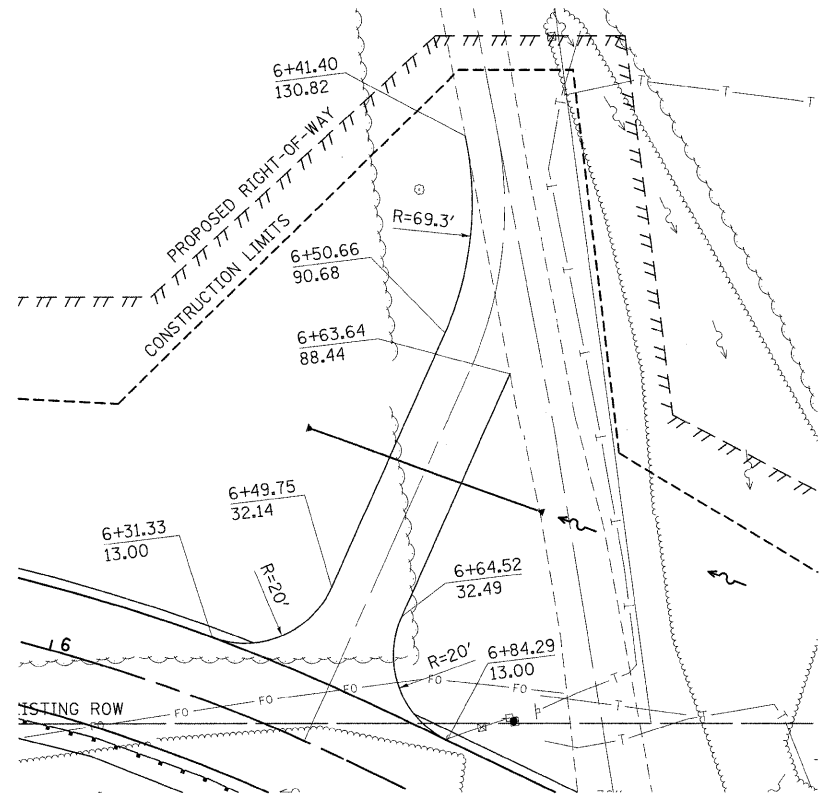 6+41.40
130.82
PROPOSED RIGHT-OF-WAY
T
T
T
R=69.3'
6+50.66
90.68
CONSTRUCTION LIMITS
T
6+63.64
88.44
T
T
6+49.75
32.14
T
6+31.33
13.00
R=20'
6+64.52
32.49
T
16
R=20'
6+84.29
13.00
FO
FO
FO
FO
T
ISTING ROW
FO
T
T
T
T